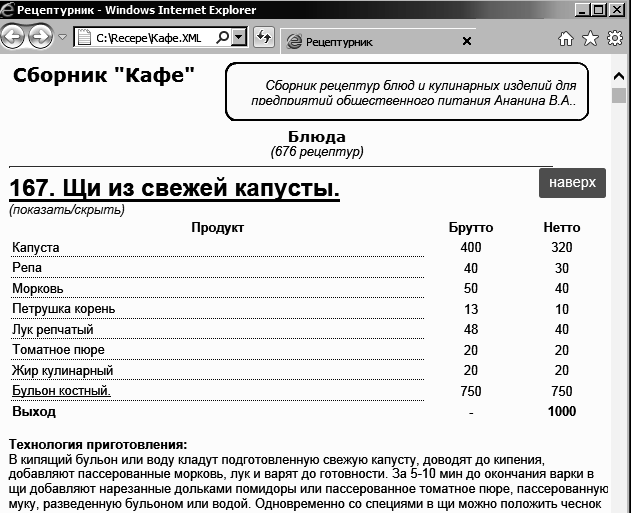 Рецептурник - Windows Internet Explorer
C:\Recepe\Кафе.XML
Рецептурник
Сборник "Кафе"
Сборник рецептур блюд и кулинарных изделий для
предприятий общественного питания Ананина В.А..
Блюда
(676 рецептур)
наверх
167. Щи из свежей капусты.
(показать/скрыть)
Продукт Брутто Нетто
Капуста 400 320
Репа 40 30
Морковь 50 40
Петрушка корень 13 10
Лук репчатый 48 40
Томатное пюре 20 20
Жир кулинарный 20 20
Бульон костный. 750 750
Выход - 1000
Технология приготовления:
В кипящий бульон или воду кладут подготовленную свежую капусту, доводят до кипения,
добавляют пассерованные морковь, лук и варят до готовности. За 5-10 мин до окончания варки в
щи добавляют нарезанные дольками помидоры или пассерованное томатное пюре, пассерованную
муку, разведенную бульоном или водой. Одновременно со специями в щи можно положить чеснок